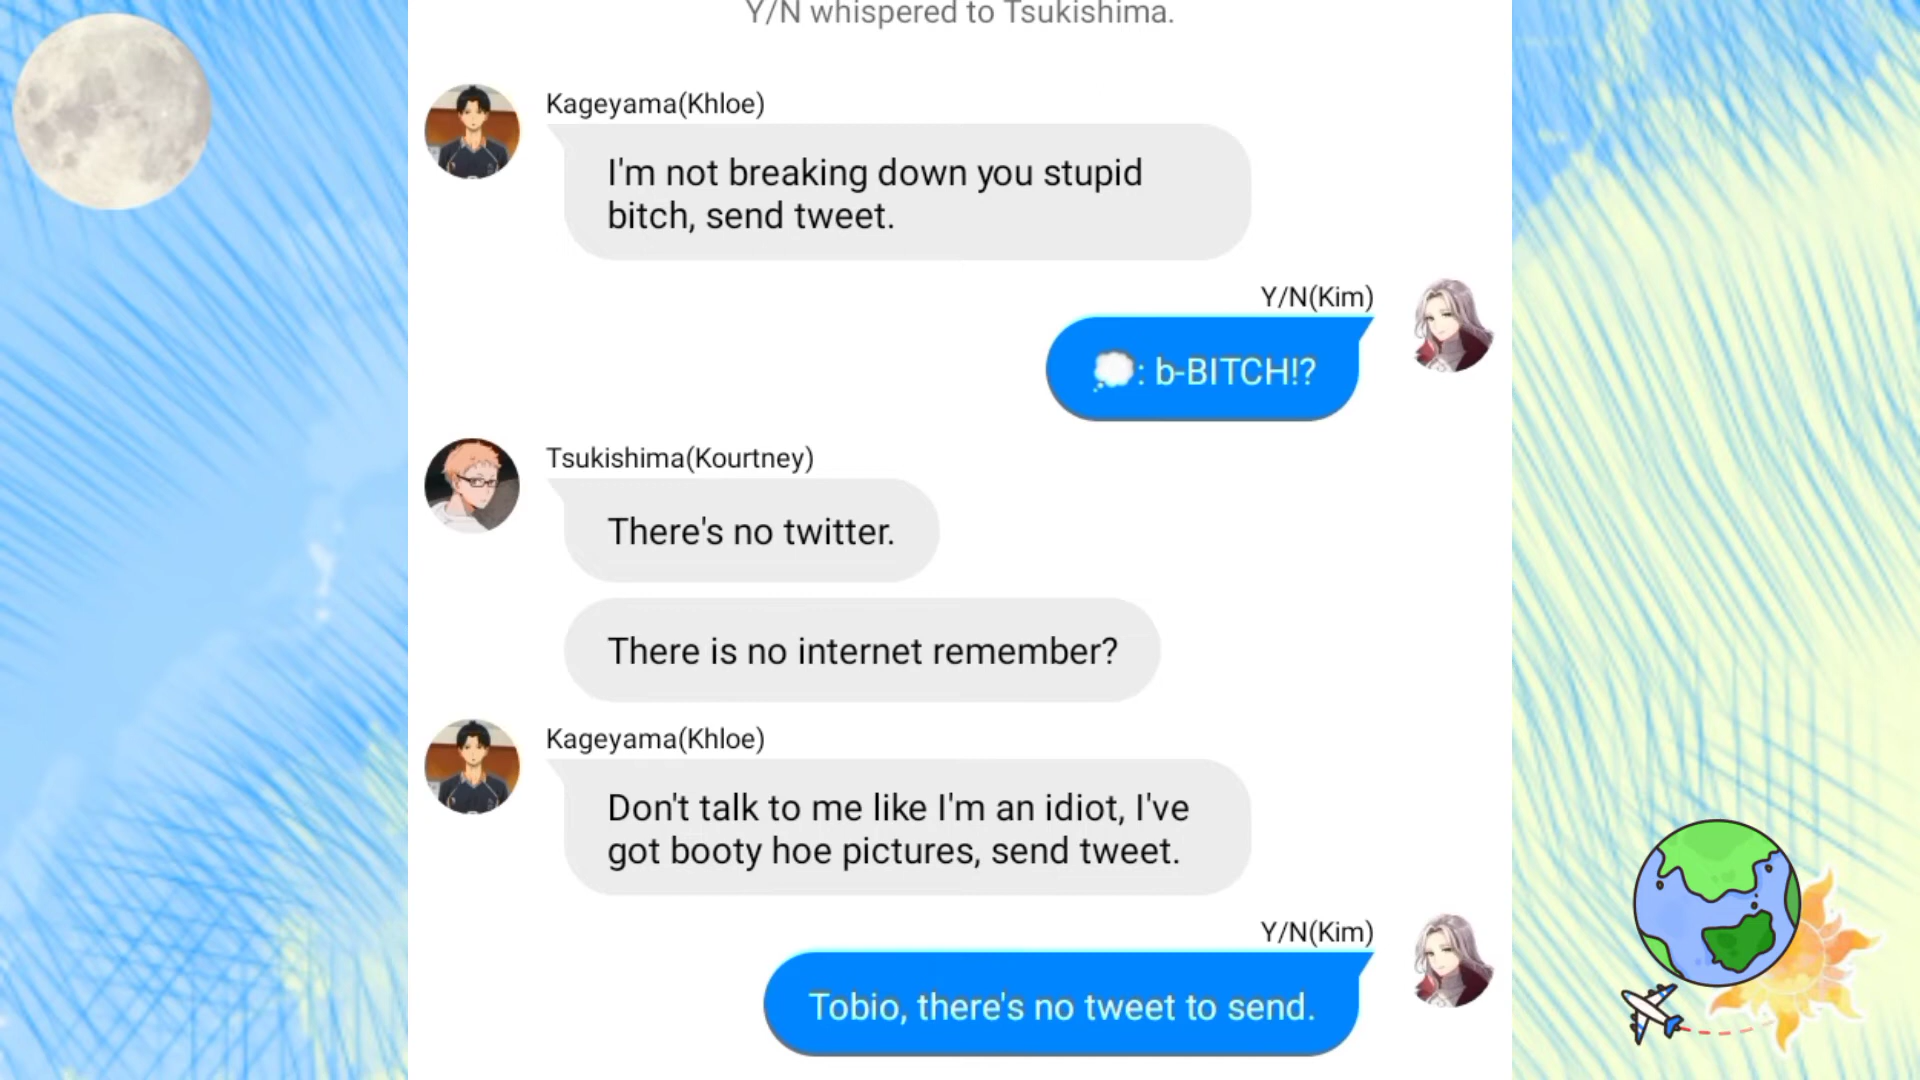 Y/N whispered to Tsukishima.
Kageyama(Khloe)
I'm not breaking down you stupid
bitch, send tweet.
Y/N(Kim)
💭: b-BITCH!?
Tsukishima(Kourtney)
There's no twitter.
There is no internet remember?
Kageyama(Khloe)
Don't talk to me like I'm an idiot, I've
got booty hoe pictures, send tweet.
Y/N(Kim)
Tobio, there's no tweet to send.